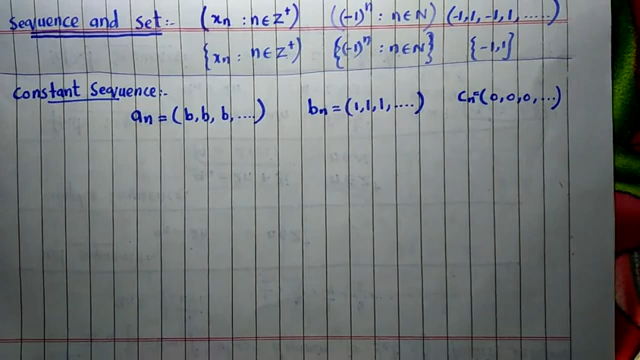 Sequence and set:- (xn : n∈Z⁺) ((-1)ⁿ : n∈N) (-1,1,-1,1,.....)
{xn : n∈Z⁺} {(-1)ⁿ : n∈N} {-1,1}
Constant Sequence:-
an = (b, b, b, ....) bn = (1,1,1,....) Cn = (0,0,0,...)